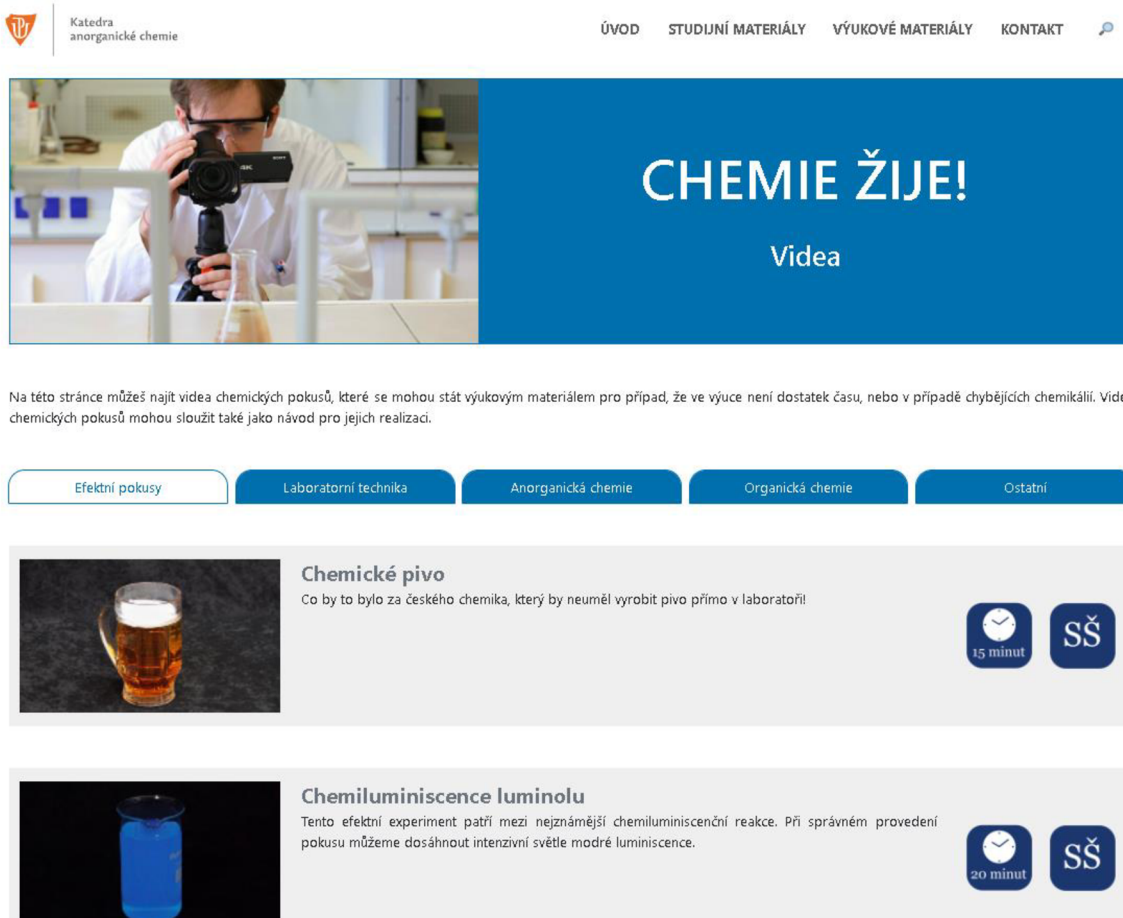 Katedra
anorganické chemie
ÚVOD STUDIJNÍ MATERIÁLY VÝUKOVÉ MATERIÁLY KONTAKT
SONY
4K
CHEMIE ŽIJE!
Videa
Na této stránce můžeš najít videa chemických pokusů, které se mohou stát výukovým materiálem pro případ, že ve výuce není dostatek času, nebo v případě chybějících chemikálií. Vide
chemických pokusů mohou sloužit také jako návod pro jejich realizaci.
Efektní pokusy Laboratorní technika Anorganická chemie Organická chemie Ostatní
Chemické pivo
Co by to bylo za českého chemika, který by neuměl vyrobit pivo přímo v laboratoři!
15 minut SŠ
Chemiluminiscence luminolu
Tento efektní experiment patří mezi nejznámější chemiluminiscenční reakce. Při správném provedení
pokusu můžeme dosáhnout intenzivní světle modré luminiscence.
20 minut SŠ